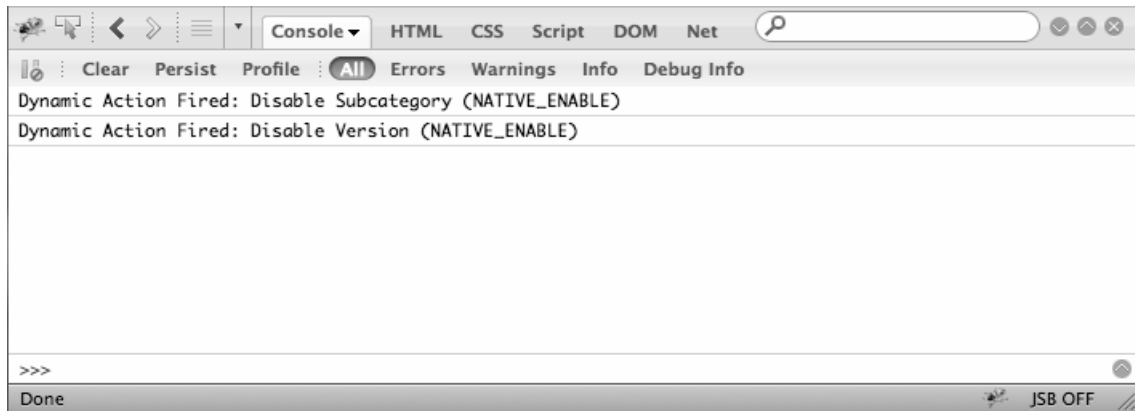 Console HTML CSS Script DOM Net
Clear Persist Profile All Errors Warnings Info Debug Info
Dynamic Action Fired: Disable Subcategory (NATIVE_ENABLE)
Dynamic Action Fired: Disable Version (NATIVE_ENABLE)
>>>
Done JSB OFF